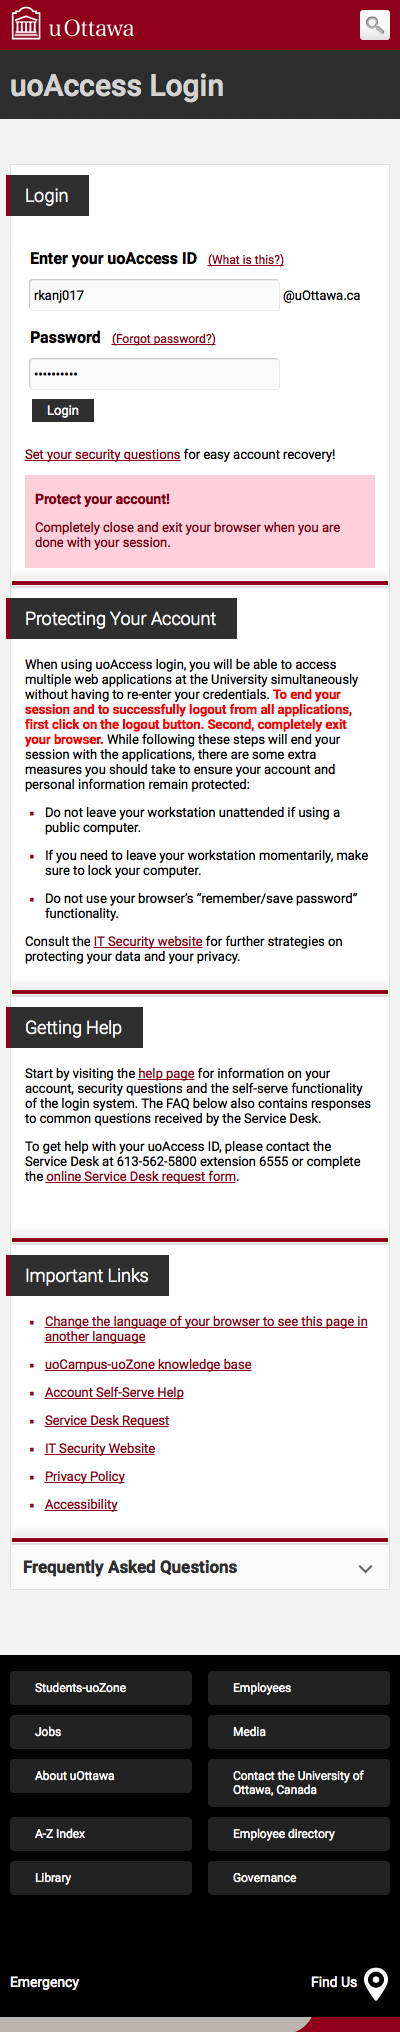 uOttawa
uoAccess Login
Login
Enter your uoAccess ID (What is this?)
rkanj017 @uOttawa.ca
Password (Forgot password?)
••••••••••
Login
Set your security questions for easy account recovery!
Protect your account!
Completely close and exit your browser when you are
done with your session.
Protecting Your Account
When using uoAccess login, you will be able to access
multiple web applications at the University simultaneously
without having to re-enter your credentials. To end your
session and to successfully logout from all applications,
first click on the logout button. Second, completely exit
your browser. While following these steps will end your
session with the applications, there are some extra
measures you should take to ensure your account and
personal information remain protected:
▪ Do not leave your workstation unattended if using a
public computer.
▪ If you need to leave your workstation momentarily, make
sure to lock your computer.
▪ Do not use your browser's "remember/save password"
functionality.
Consult the IT Security website for further strategies on
protecting your data and your privacy.
Getting Help
Start by visiting the help page for information on your
account, security questions and the self-serve functionality
of the login system. The FAQ below also contains responses
to common questions received by the Service Desk.
To get help with your uoAccess ID, please contact the
Service Desk at 613-562-5800 extension 6555 or complete
the online Service Desk request form.
Important Links
▪ Change the language of your browser to see this page in
another language
▪ uoCampus-uoZone knowledge base
▪ Account Self-Serve Help
▪ Service Desk Request
▪ IT Security Website
▪ Privacy Policy
▪ Accessibility
Frequently Asked Questions
Students-uoZone Employees
Jobs Media
About uOttawa Contact the University of
Ottawa, Canada
A-Z Index Employee directory
Library Governance
Emergency Find Us